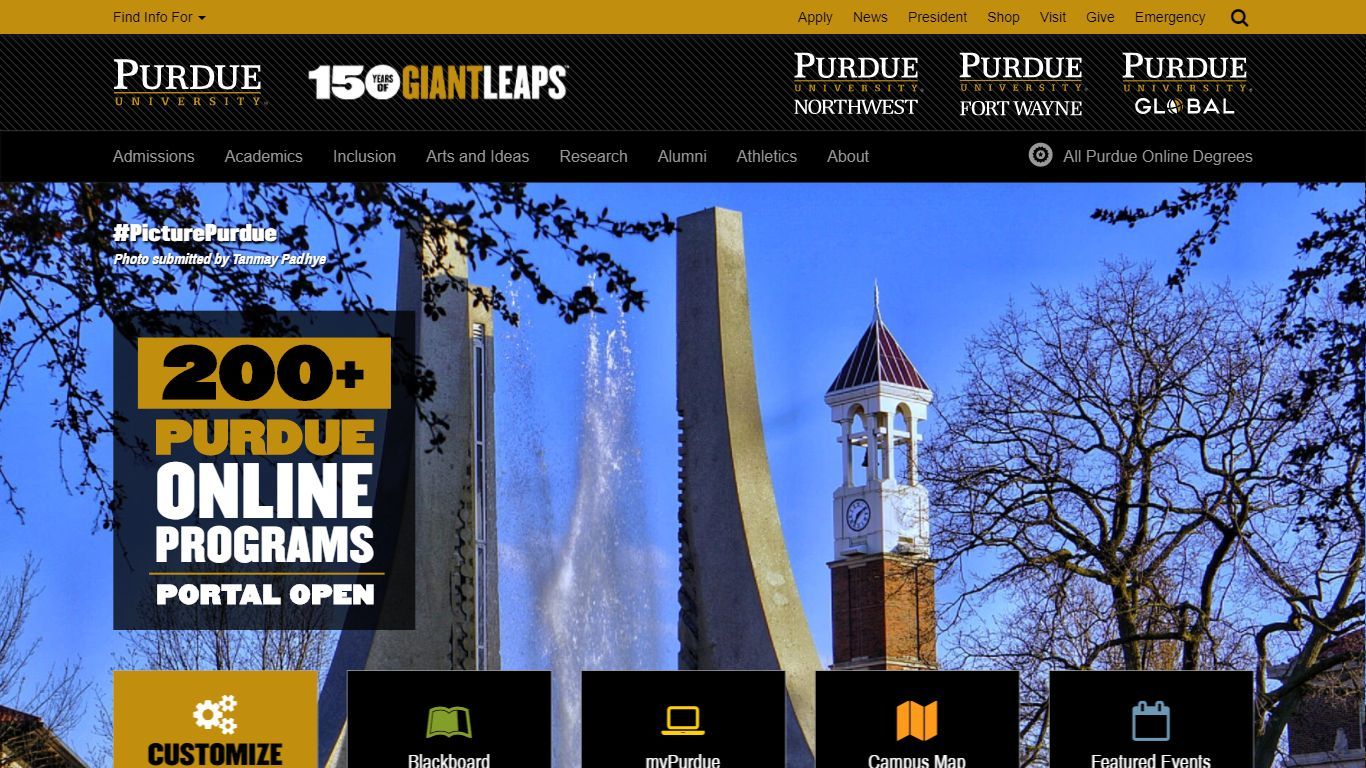 Find Info For
Apply News President Shop Visit Give Emergency
PURDUE
UNIVERSITY
150 YEARS OF GIANT LEAPS
PURDUE
UNIVERSITY
NORTHWEST
PURDUE
UNIVERSITY
FORT WAYNE
PURDUE
UNIVERSITY
GLOBAL
Admissions Academics Inclusion Arts and Ideas Research Alumni Athletics About
All Purdue Online Degrees
#PicturePurdue
Photo submitted by Tanmay Padhye
200+
PURDUE
ONLINE
PROGRAMS
PORTAL OPEN
CUSTOMIZE
Blackboard
myPurdue
Campus Map
Featured Events